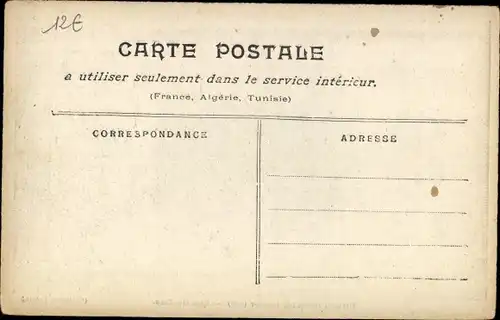 12€
CARTE POSTALE
a utiliser seulement dans le service intérieur.
(France, Algérie, Tunisie)
CORRESPONDANCE
ADRESSE